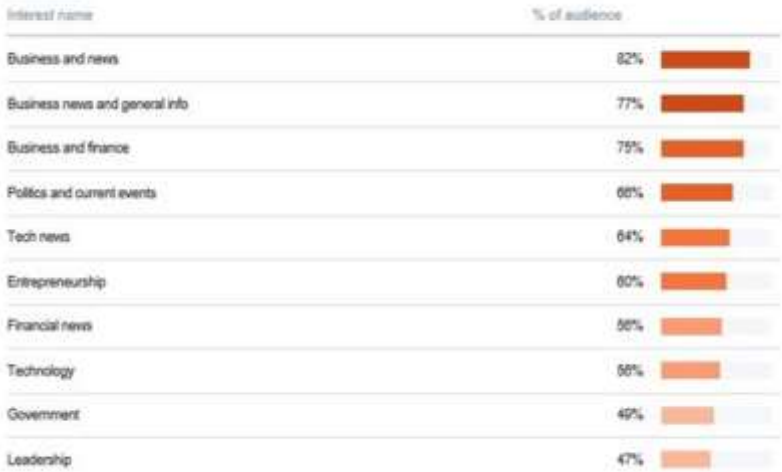 Interest name % of audience
Business and news 82%
Business news and general info 77%
Business and finance 75%
Politics and current events 66%
Tech news 64%
Entrepreneurship 60%
Financial news 56%
Technology 56%
Government 49%
Leadership 47%